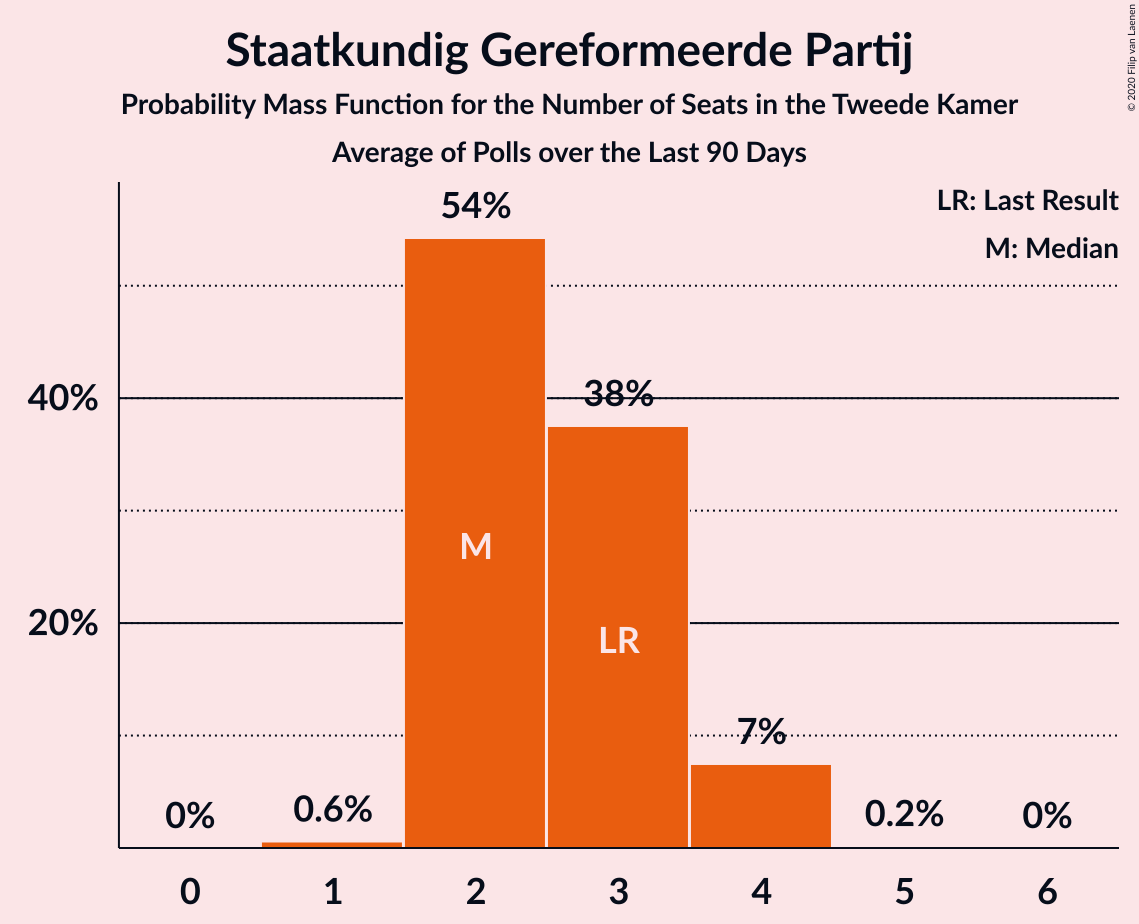 Staatkundig Gereformeerde Partij
Probability Mass Function for the Number of Seats in the Tweede Kamer
Average of Polls over the Last 90 Days
© 2020 Filip van Laenen
LR: Last Result
M: Median
54%
40%
38%
M
20%
LR
7%
0%
0.6%
0.2%
0%
0 1 2 3 4 5 6